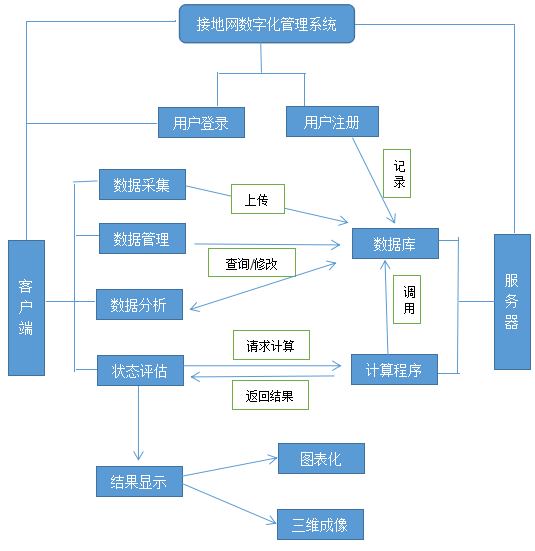 接地网数字化管理系统
用户登录
用户注册
记
录
数据采集
上传
数据管理
数据库
查询/修改
客
户
端
服
务
器
数据分析
调
用
请求计算
状态评估
计算程序
返回结果
图表化
结果显示
三维成像